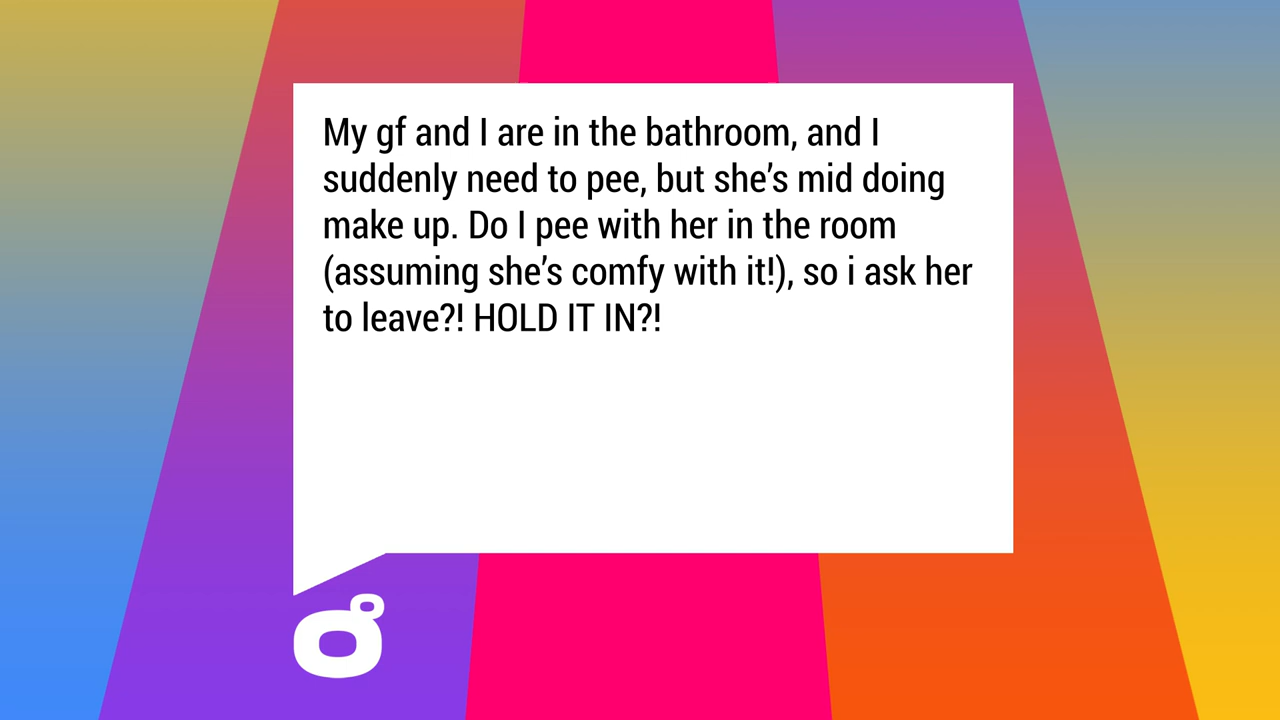 My gf and I are in the bathroom, and I
suddenly need to pee, but she’s mid doing
make up. Do I pee with her in the room
(assuming she’s comfy with it!), so i ask her
to leave?! HOLD IT IN?!